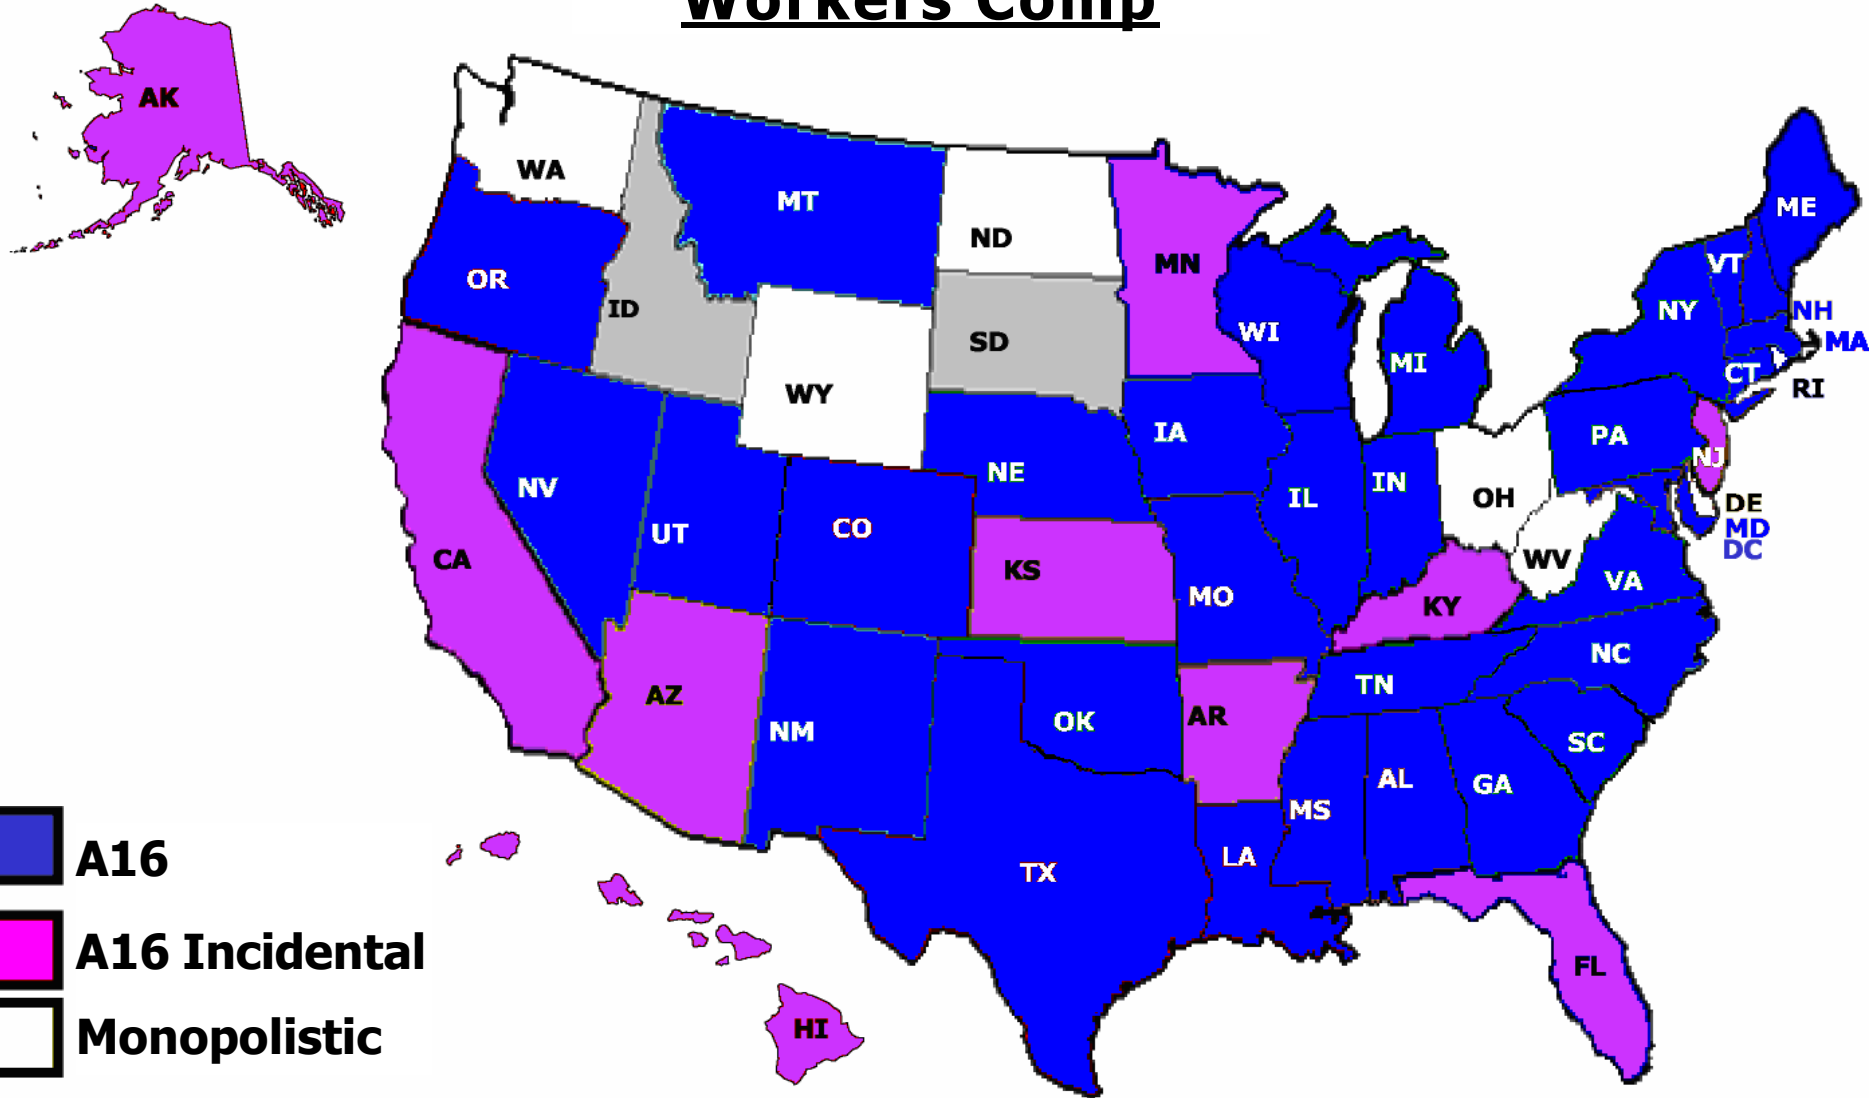 Workers Comp
AK
WA
MT
ND
MN
ME
OR
ID
SD
WI
MI
NY
VT
NH
MA
CT
RI
WY
IA
NE
PA
NJ
NV
UT
CO
IL
IN
OH
DE
MD
DC
CA
KS
MO
WV
VA
KY
NC
AZ
NM
OK
AR
TN
SC
MS
AL
GA
TX
LA
FL
HI
A16
A16 Incidental
Monopolistic